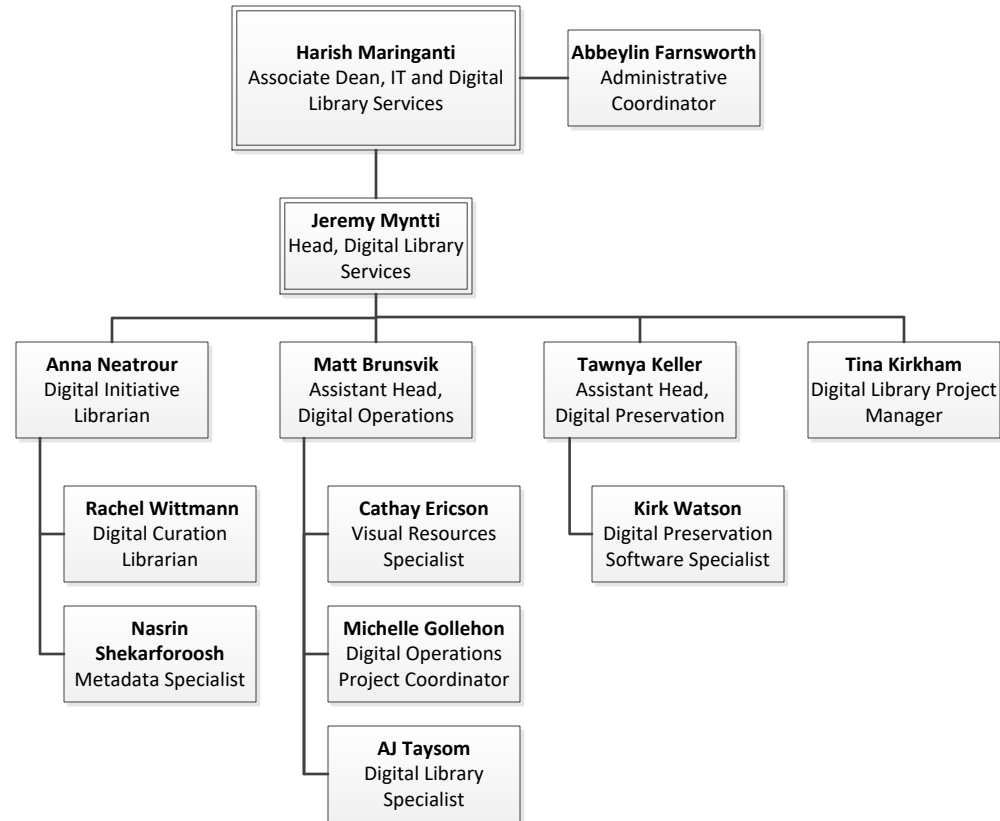 Harish Maringanti
Associate Dean, IT and Digital
Library Services
Abbeylin Farnsworth
Administrative
Coordinator
Jeremy Myntti
Head, Digital Library
Services
Anna Neatrour
Digital Initiative
Librarian
Matt Brunsvik
Assistant Head,
Digital Operations
Tawnya Keller
Assistant Head,
Digital Preservation
Tina Kirkham
Digital Library Project
Manager
Rachel Wittmann
Digital Curation
Librarian
Cathay Ericson
Visual Resources
Specialist
Kirk Watson
Digital Preservation
Software Specialist
Nasrin
Shekarforoosh
Metadata Specialist
Michelle Gollehon
Digital Operations
Project Coordinator
AJ Taysom
Digital Library
Specialist